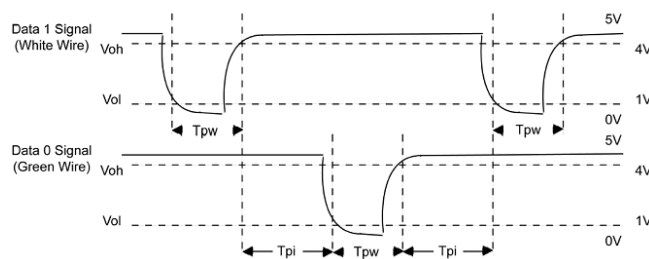 Data 1 Signal
(White Wire)
5V
Voh
4V
Vol
1V
0V
Tpw
Tpw
Data 0 Signal
(Green Wire)
5V
Voh
4V
Vol
1V
0V
Tpi
Tpw
Tpi